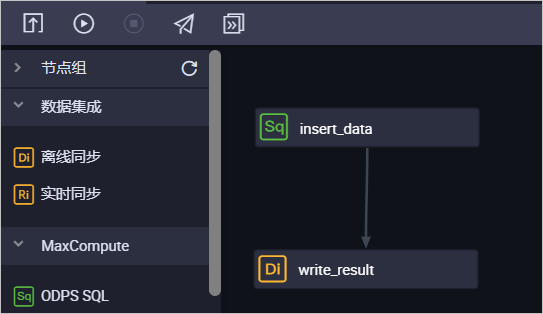 节点组
数据集成
Di 离线同步
Ri 实时同步
MaxCompute
Sq ODPS SQL
Sq insert_data
Di write_result